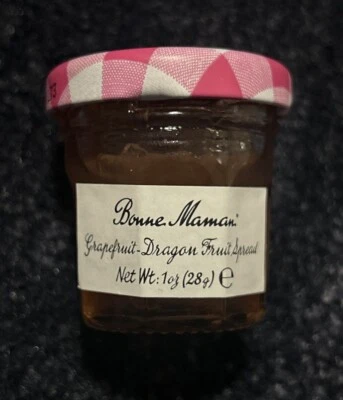 Bonne Maman
Grapefruit-Dragon Fruit Spread
Net Wt: 1oz (28g) e